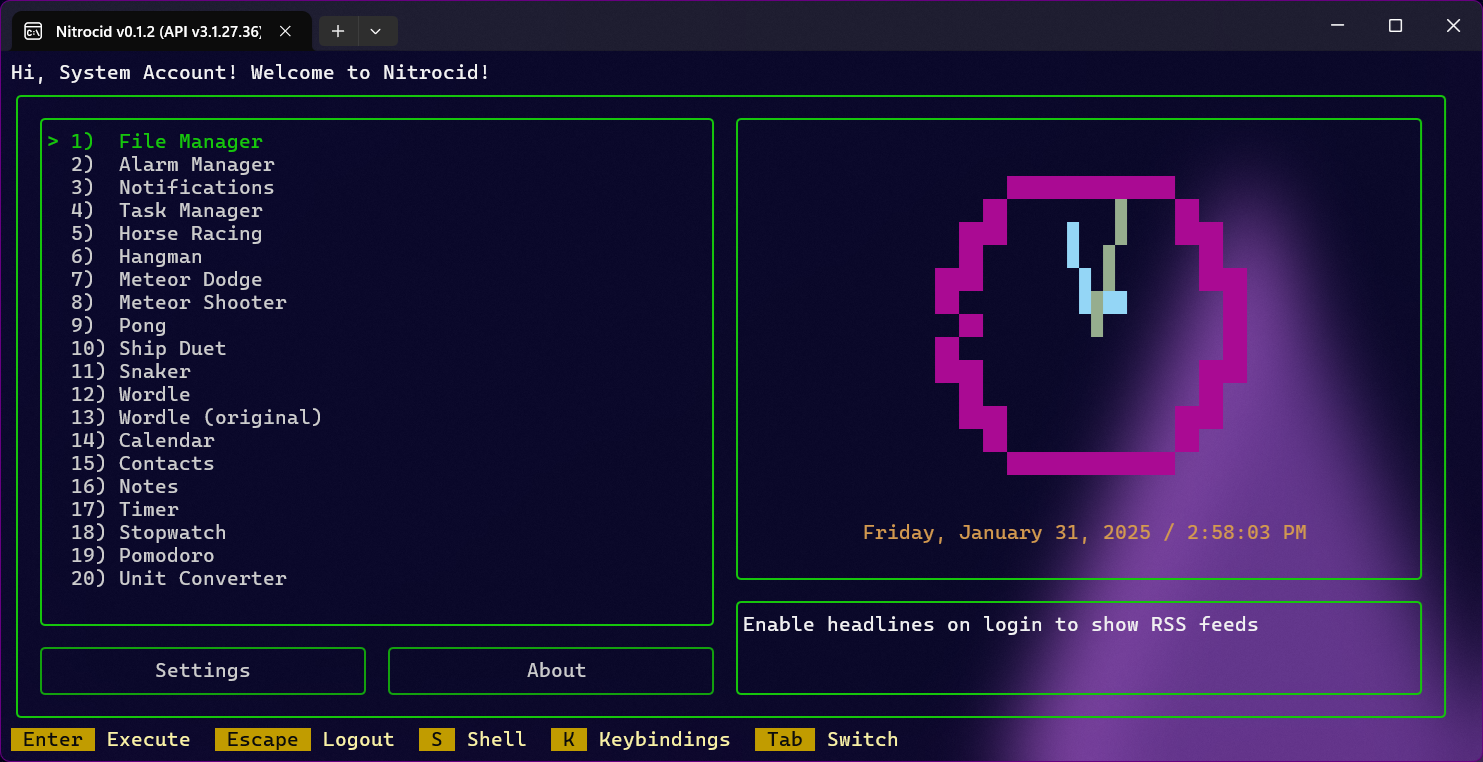 Nitrocid v0.1.2 (API v3.1.27.36)
Hi, System Account! Welcome to Nitrocid!
> 1) File Manager
2) Alarm Manager
3) Notifications
4) Task Manager
5) Horse Racing
6) Hangman
7) Meteor Dodge
8) Meteor Shooter
9) Pong
10) Ship Duet
11) Snaker
12) Wordle
13) Wordle (original)
14) Calendar
15) Contacts
16) Notes
17) Timer
18) Stopwatch
19) Pomodoro
20) Unit Converter
Settings
About
Friday, January 31, 2025 / 2:58:03 PM
Enable headlines on login to show RSS feeds
Enter Execute Escape Logout S Shell K Keybindings Tab Switch